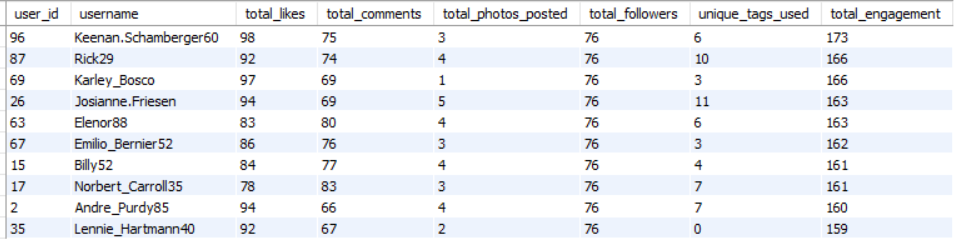 user_id username total_likes total_comments total_photos_posted total_followers unique_tags_used total_engagement
96 Keenan.Schamberger60 98 75 3 76 6 173
87 Rick29 92 74 4 76 10 166
69 Karley_Bosco 97 69 1 76 3 166
26 Josianne.Friesen 94 69 5 76 11 163
63 Elenor88 83 80 4 76 6 163
67 Emilio_Bernier52 86 76 3 76 3 162
15 Billy52 84 77 4 76 4 161
17 Norbert_Carroll35 78 83 3 76 7 161
2 Andre_Purdy85 94 66 4 76 7 160
35 Lennie_Hartmann40 92 67 2 76 0 159